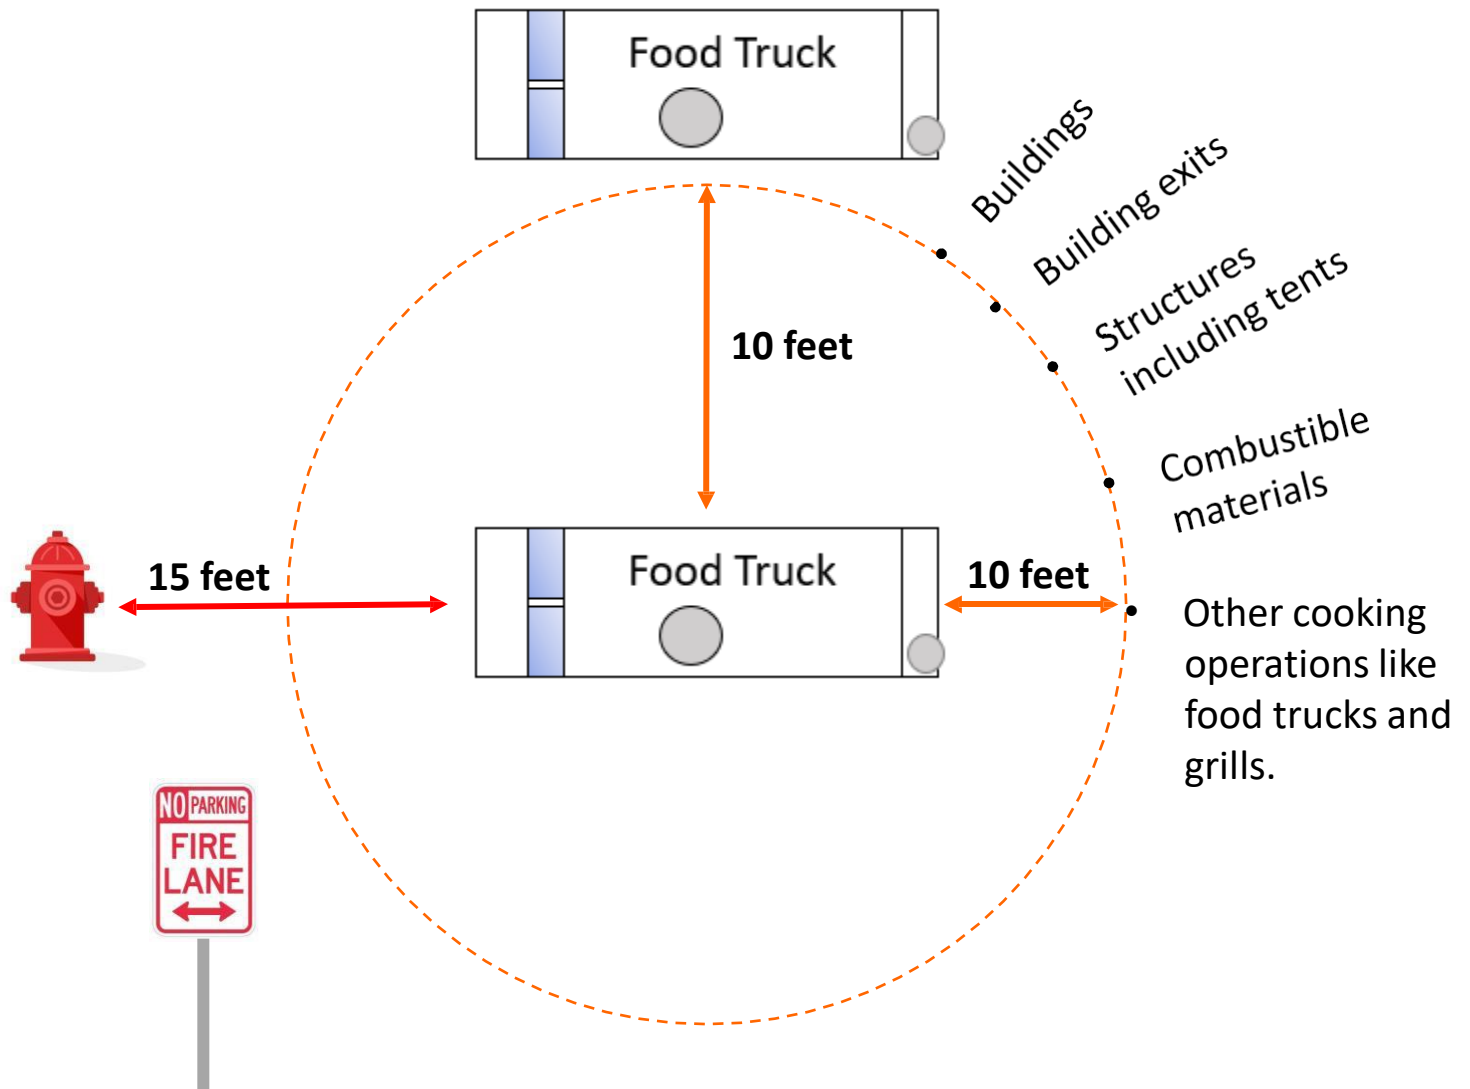 Food Truck
Buildings
Building exits
Structures
including tents
10 feet
Combustible
materials
15 feet
Food Truck
10 feet
Other cooking
operations like
food trucks and
grills.
NO PARKING
FIRE
LANE